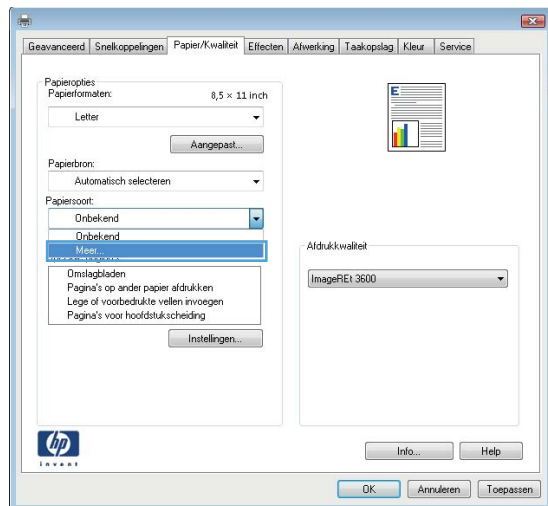 Geavanceerd Snelkoppelingen Papier/Kwaliteit Effecten Afwerking Taakopslag Kleur Service
Papieropties
Papierformaten: 8,5 × 11 inch
Letter
Aangepast...
Papierbron:
Automatisch selecteren
Papiersoort:
Onbekend
Onbekend
Meer...
Omslagbladen
Pagina's op ander papier afdrukken
Lege of voorbedrukte vellen invoegen
Pagina's voor hoofdstukscheiding
Instellingen...
E
Afdrukkwaliteit
ImageREt 3600
hp
invent
Info... Help
OK Annuleren Toepassen